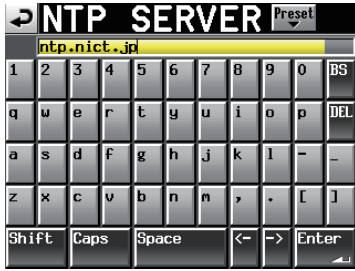 NTP SERVER Preset
ntp.nict.jp
1 2 3 4 5 6 7 8 9 0 BS
q w e r t y u i o p DEL
a s d f g h j k l - _
z x c v b n m , . [ ]
Shift Caps Space <- -> Enter